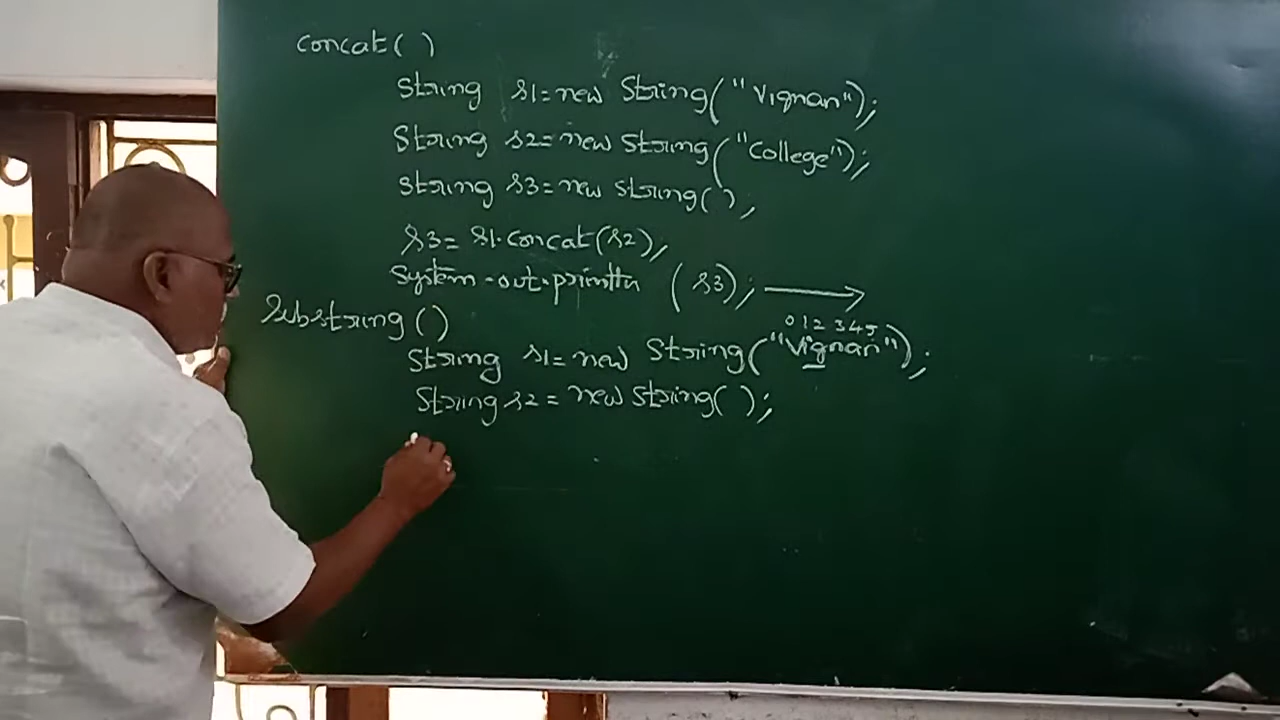 concat( )
String s1=new String("Vignan");
String s2=new String("College");
String s3=new String( );
s3= s1.concat(s2);
System.out.println (s3); ⟶
Substring ( )
0 1 2 3 4 5
String s1=new String("Vignan");
String s2 = new String( );